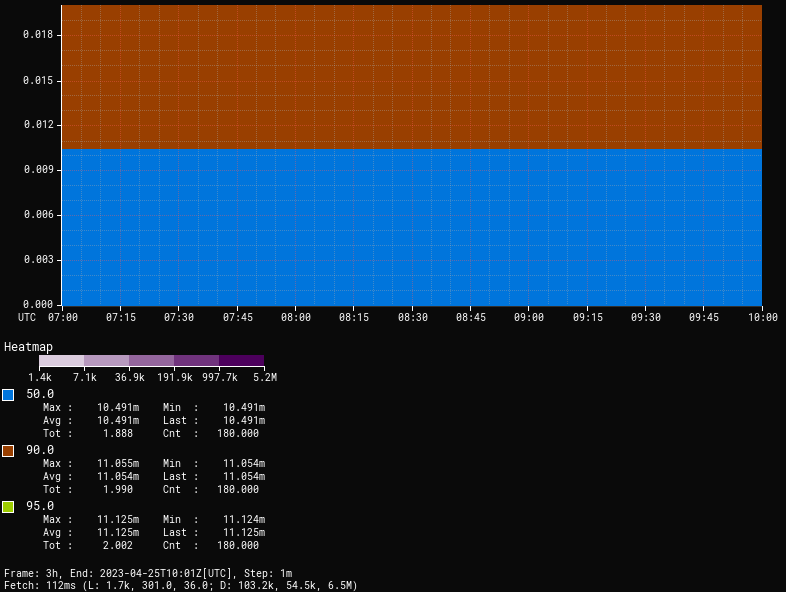 0.018
0.015
0.012
0.009
0.006
0.003
0.000
UTC 07:00 07:15 07:30 07:45 08:00 08:15 08:30 08:45 09:00 09:15 09:30 09:45 10:00
Heatmap
1.4k 7.1k 36.9k 191.9k 997.7k 5.2M
50.0
Max : 10.491m Min : 10.491m
Avg : 10.491m Last : 10.491m
Tot : 1.888 Cnt : 180.000
90.0
Max : 11.055m Min : 11.054m
Avg : 11.054m Last : 11.054m
Tot : 1.990 Cnt : 180.000
95.0
Max : 11.125m Min : 11.124m
Avg : 11.125m Last : 11.125m
Tot : 2.002 Cnt : 180.000
Frame: 3h, End: 2023-04-25T10:01Z[UTC], Step: 1m
Fetch: 112ms (L: 1.7k, 301.0, 36.0; D: 103.2k, 54.5k, 6.5M)